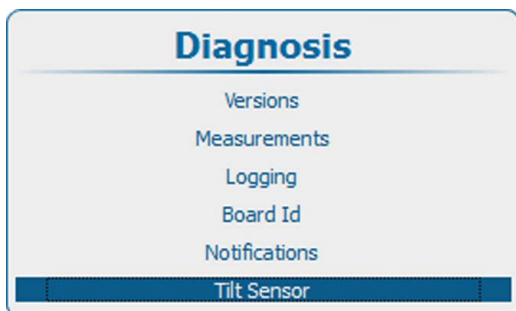 Diagnosis
Versions
Measurements
Logging
Board Id
Notifications
Tilt Sensor